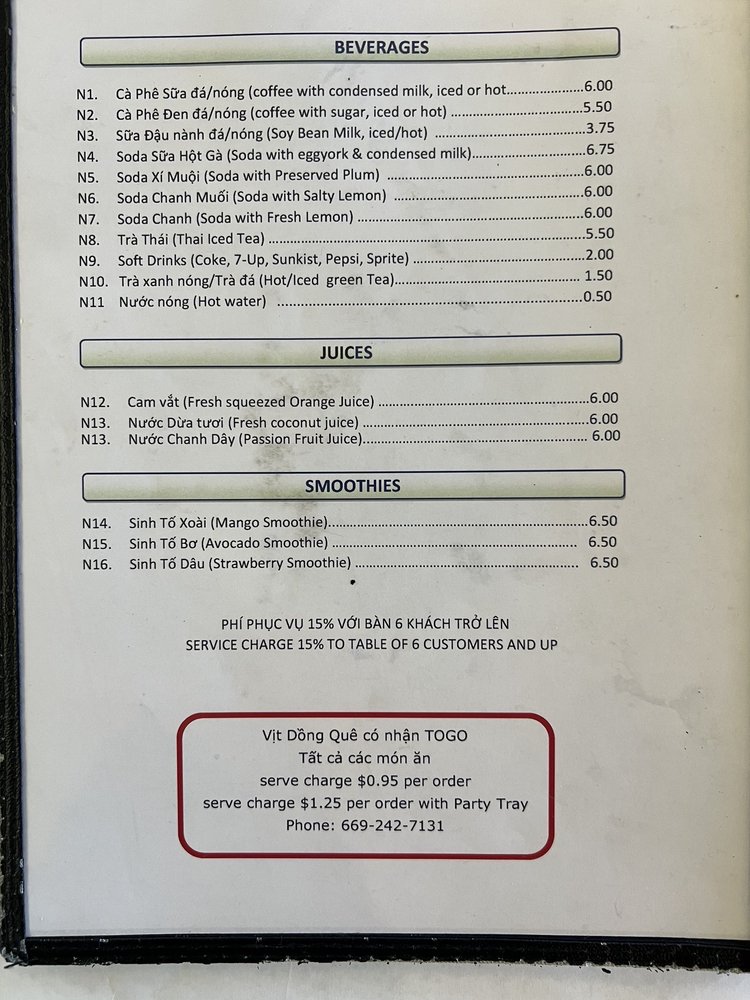 BEVERAGES
N1. Cà Phê Sữa đá/nóng (coffee with condensed milk, iced or hot.....................6.00
N2. Cà Phê Đen đá/nóng (coffee with sugar, iced or hot) ...................................5.50
N3. Sữa Đậu nành đá/nóng (Soy Bean Milk, iced/hot) ........................................3.75
N4. Soda Sữa Hột Gà (Soda with eggyork & condensed milk)..............................6.75
N5. Soda Xí Muội (Soda with Preserved Plum) ....................................................6.00
N6. Soda Chanh Muối (Soda with Salty Lemon) ..................................................6.00
N7. Soda Chanh (Soda with Fresh Lemon) ...........................................................6.00
N8. Trà Thái (Thai Iced Tea) ..................................................................................5.50
N9. Soft Drinks (Coke, 7-Up, Sunkist, Pepsi, Sprite) .............................................2.00
N10. Trà xanh nóng/Trà đá (Hot/Iced green Tea)................................................ 1.50
N11 Nước nóng (Hot water) ................................................................................0.50
JUICES
N12. Cam vắt (Fresh squeezed Orange Juice) ......................................................6.00
N13. Nước Dừa tươi (Fresh coconut juice) ..........................................................6.00
N13. Nước Chanh Dây (Passion Fruit Juice).......................................................... 6.00
SMOOTHIES
N14. Sinh Tố Xoài (Mango Smoothie)...................................................................6.50
N15. Sinh Tố Bơ (Avocado Smoothie) ............................................................... 6.50
N16. Sinh Tố Dâu (Strawberry Smoothie) .......................................................... 6.50
PHÍ PHỤC VỤ 15% VỚI BÀN 6 KHÁCH TRỞ LÊN
SERVICE CHARGE 15% TO TABLE OF 6 CUSTOMERS AND UP
Vịt Dồng Quê có nhận TOGO
Tất cả các món ăn
serve charge $0.95 per order
serve charge $1.25 per order with Party Tray
Phone: 669-242-7131